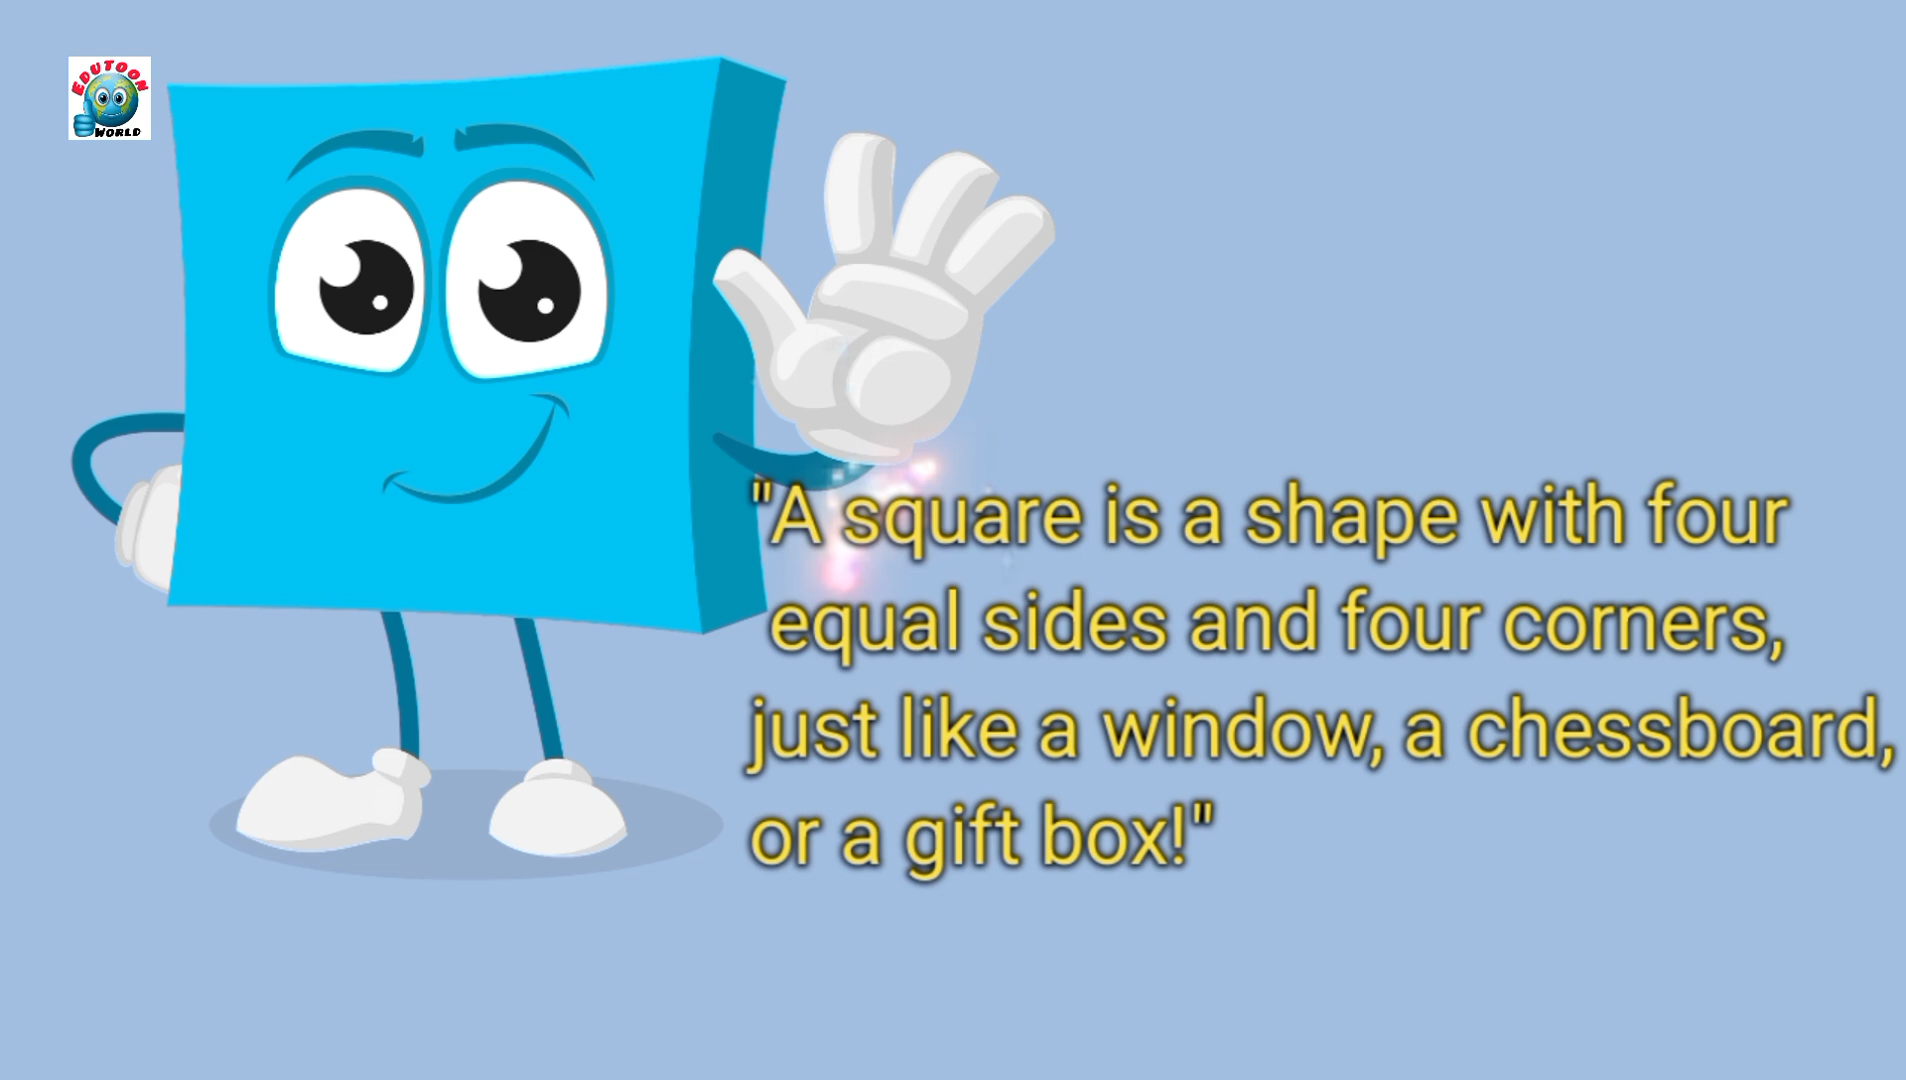 EDUTOON
WORLD
"A square is a shape with four
equal sides and four corners,
just like a window, a chessboard,
or a gift box!"